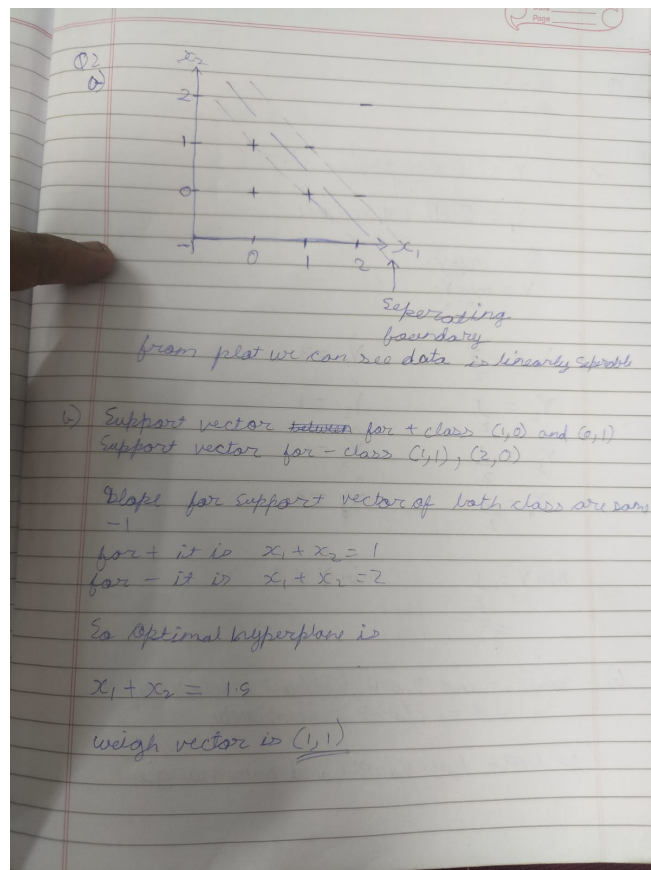 Page
Q2
a)
x2
2
1
0
-1
0 1 2 x1
Seperating
boundary
from plot we can see data is linearly seprable
b) Support vector between for + class (1,0) and (0,1)
Support vector for - class (1,1), (2,0)
Slope for support vector of both class are same
-1
for + it is x1 + x2 = 1
for - it is x1 + x2 = 2
So optimal hyperplane is
x1 + x2 = 1.5
weigh vector is (1,1)